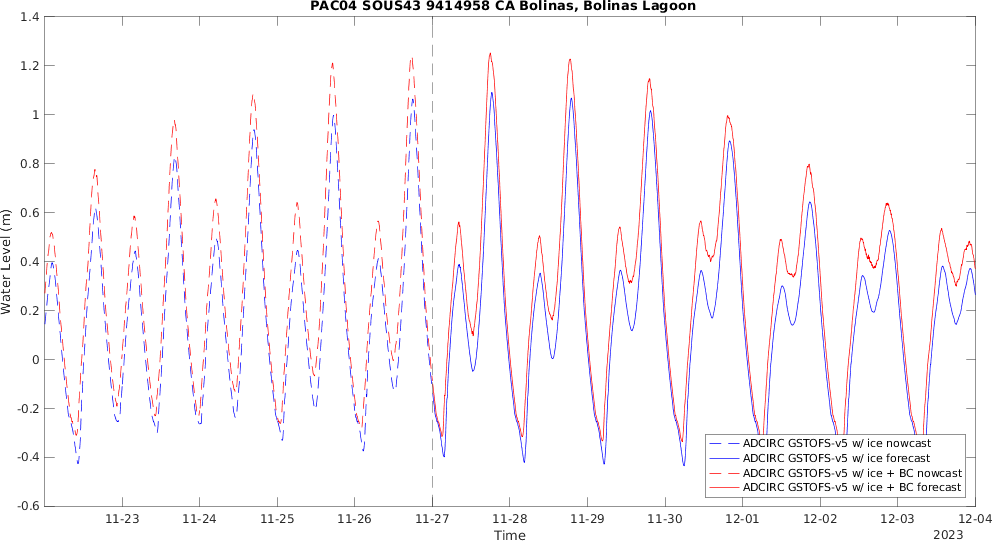 PAC04 SOUS43 9414958 CA Bolinas, Bolinas Lagoon
1.4
1.2
1
0.8
0.6
0.4
0.2
0
-0.2
-0.4
-0.6
Water Level (m)
ADCIRC GSTOFS-v5 w/ ice nowcast
ADCIRC GSTOFS-v5 w/ ice forecast
ADCIRC GSTOFS-v5 w/ ice + BC nowcast
ADCIRC GSTOFS-v5 w/ ice + BC forecast
11-23 11-24 11-25 11-26 11-27 11-28 11-29 11-30 12-01 12-02 12-03 12-04
Time
2023